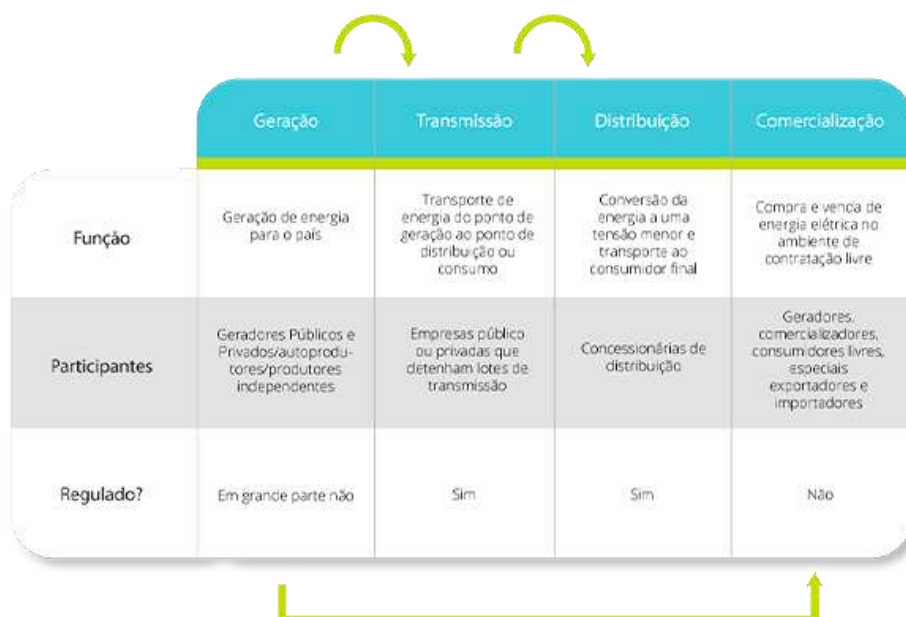 Geração
Transmissão
Distribuição
Comercialização
Função
Geração de energia
para o país
Transporte de
energia do ponto de
geração ao ponto de
distribuição ou
consumo
Conversão da
energia a uma
tensão menor e
transporte ao
consumidor final
Compra e venda de
energia elétrica no
ambiente de
contratação livre
Participantes
Geradores Públicos e
Privados/autoprodu-
tores/produtores
independentes
Empresas público
ou privadas que
detenham lotes de
transmissão
Concessionárias de
distribuição
Geradores,
comercializadores,
consumidores livres,
especiais
exportadores e
importadores
Regulado?
Em grande parte não
Sim
Sim
Não